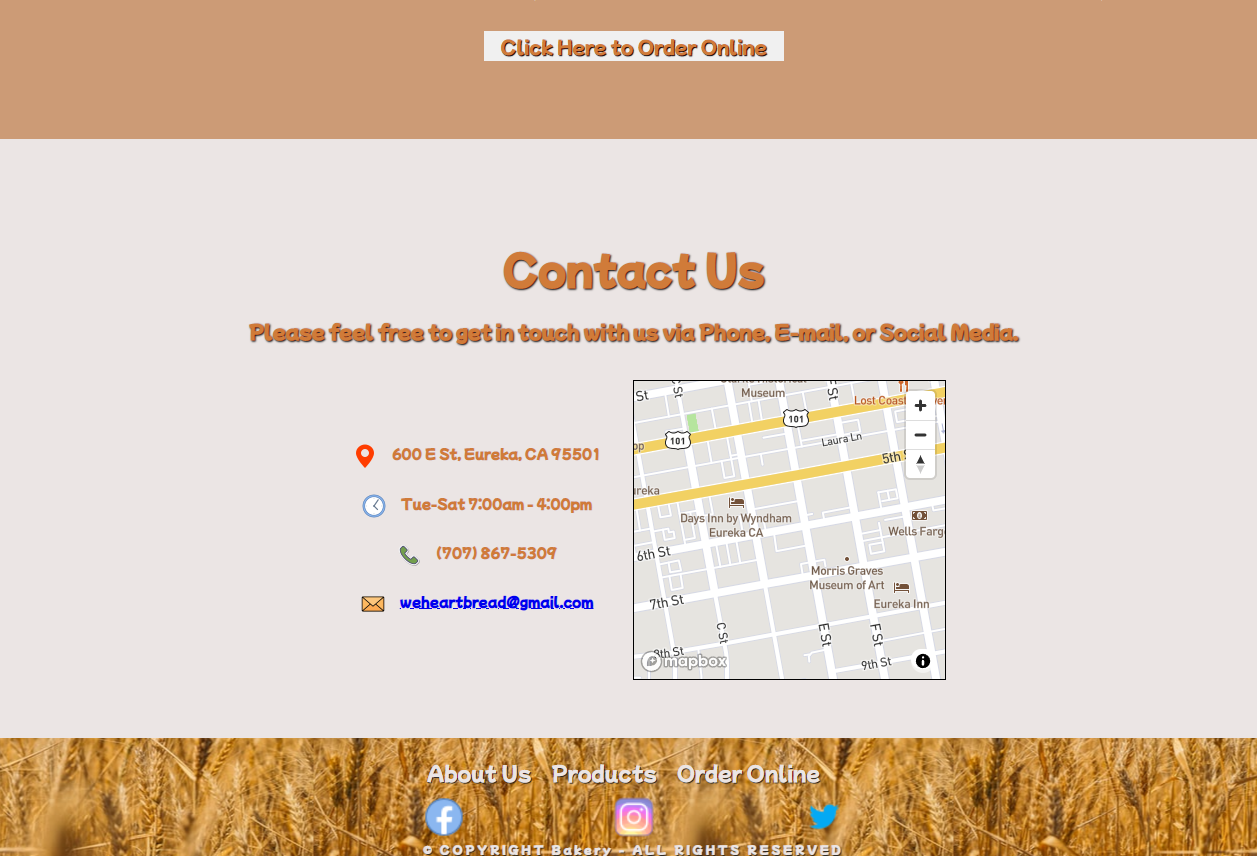 Click Here to Order Online
Contact Us
Please feel free to get in touch with us via Phone, E-mail, or Social Media.
600 E St, Eureka, CA 95501
Tue-Sat 7:00am - 4:00pm
(707) 867-5309
weheartbread@gmail.com
Museum
St
St
St
Lost Coast
101
101
Laura Ln
5th S
op
ureka
Days Inn by Wyndham
Eureka CA
Wells Farg
6th St
Morris Graves
Museum of Art
Eureka Inn
7th St
C St
E St
F St
8th St
9th St
mapbox
About Us Products Order Online
© COPYRIGHT Bakery - ALL RIGHTS RESERVED